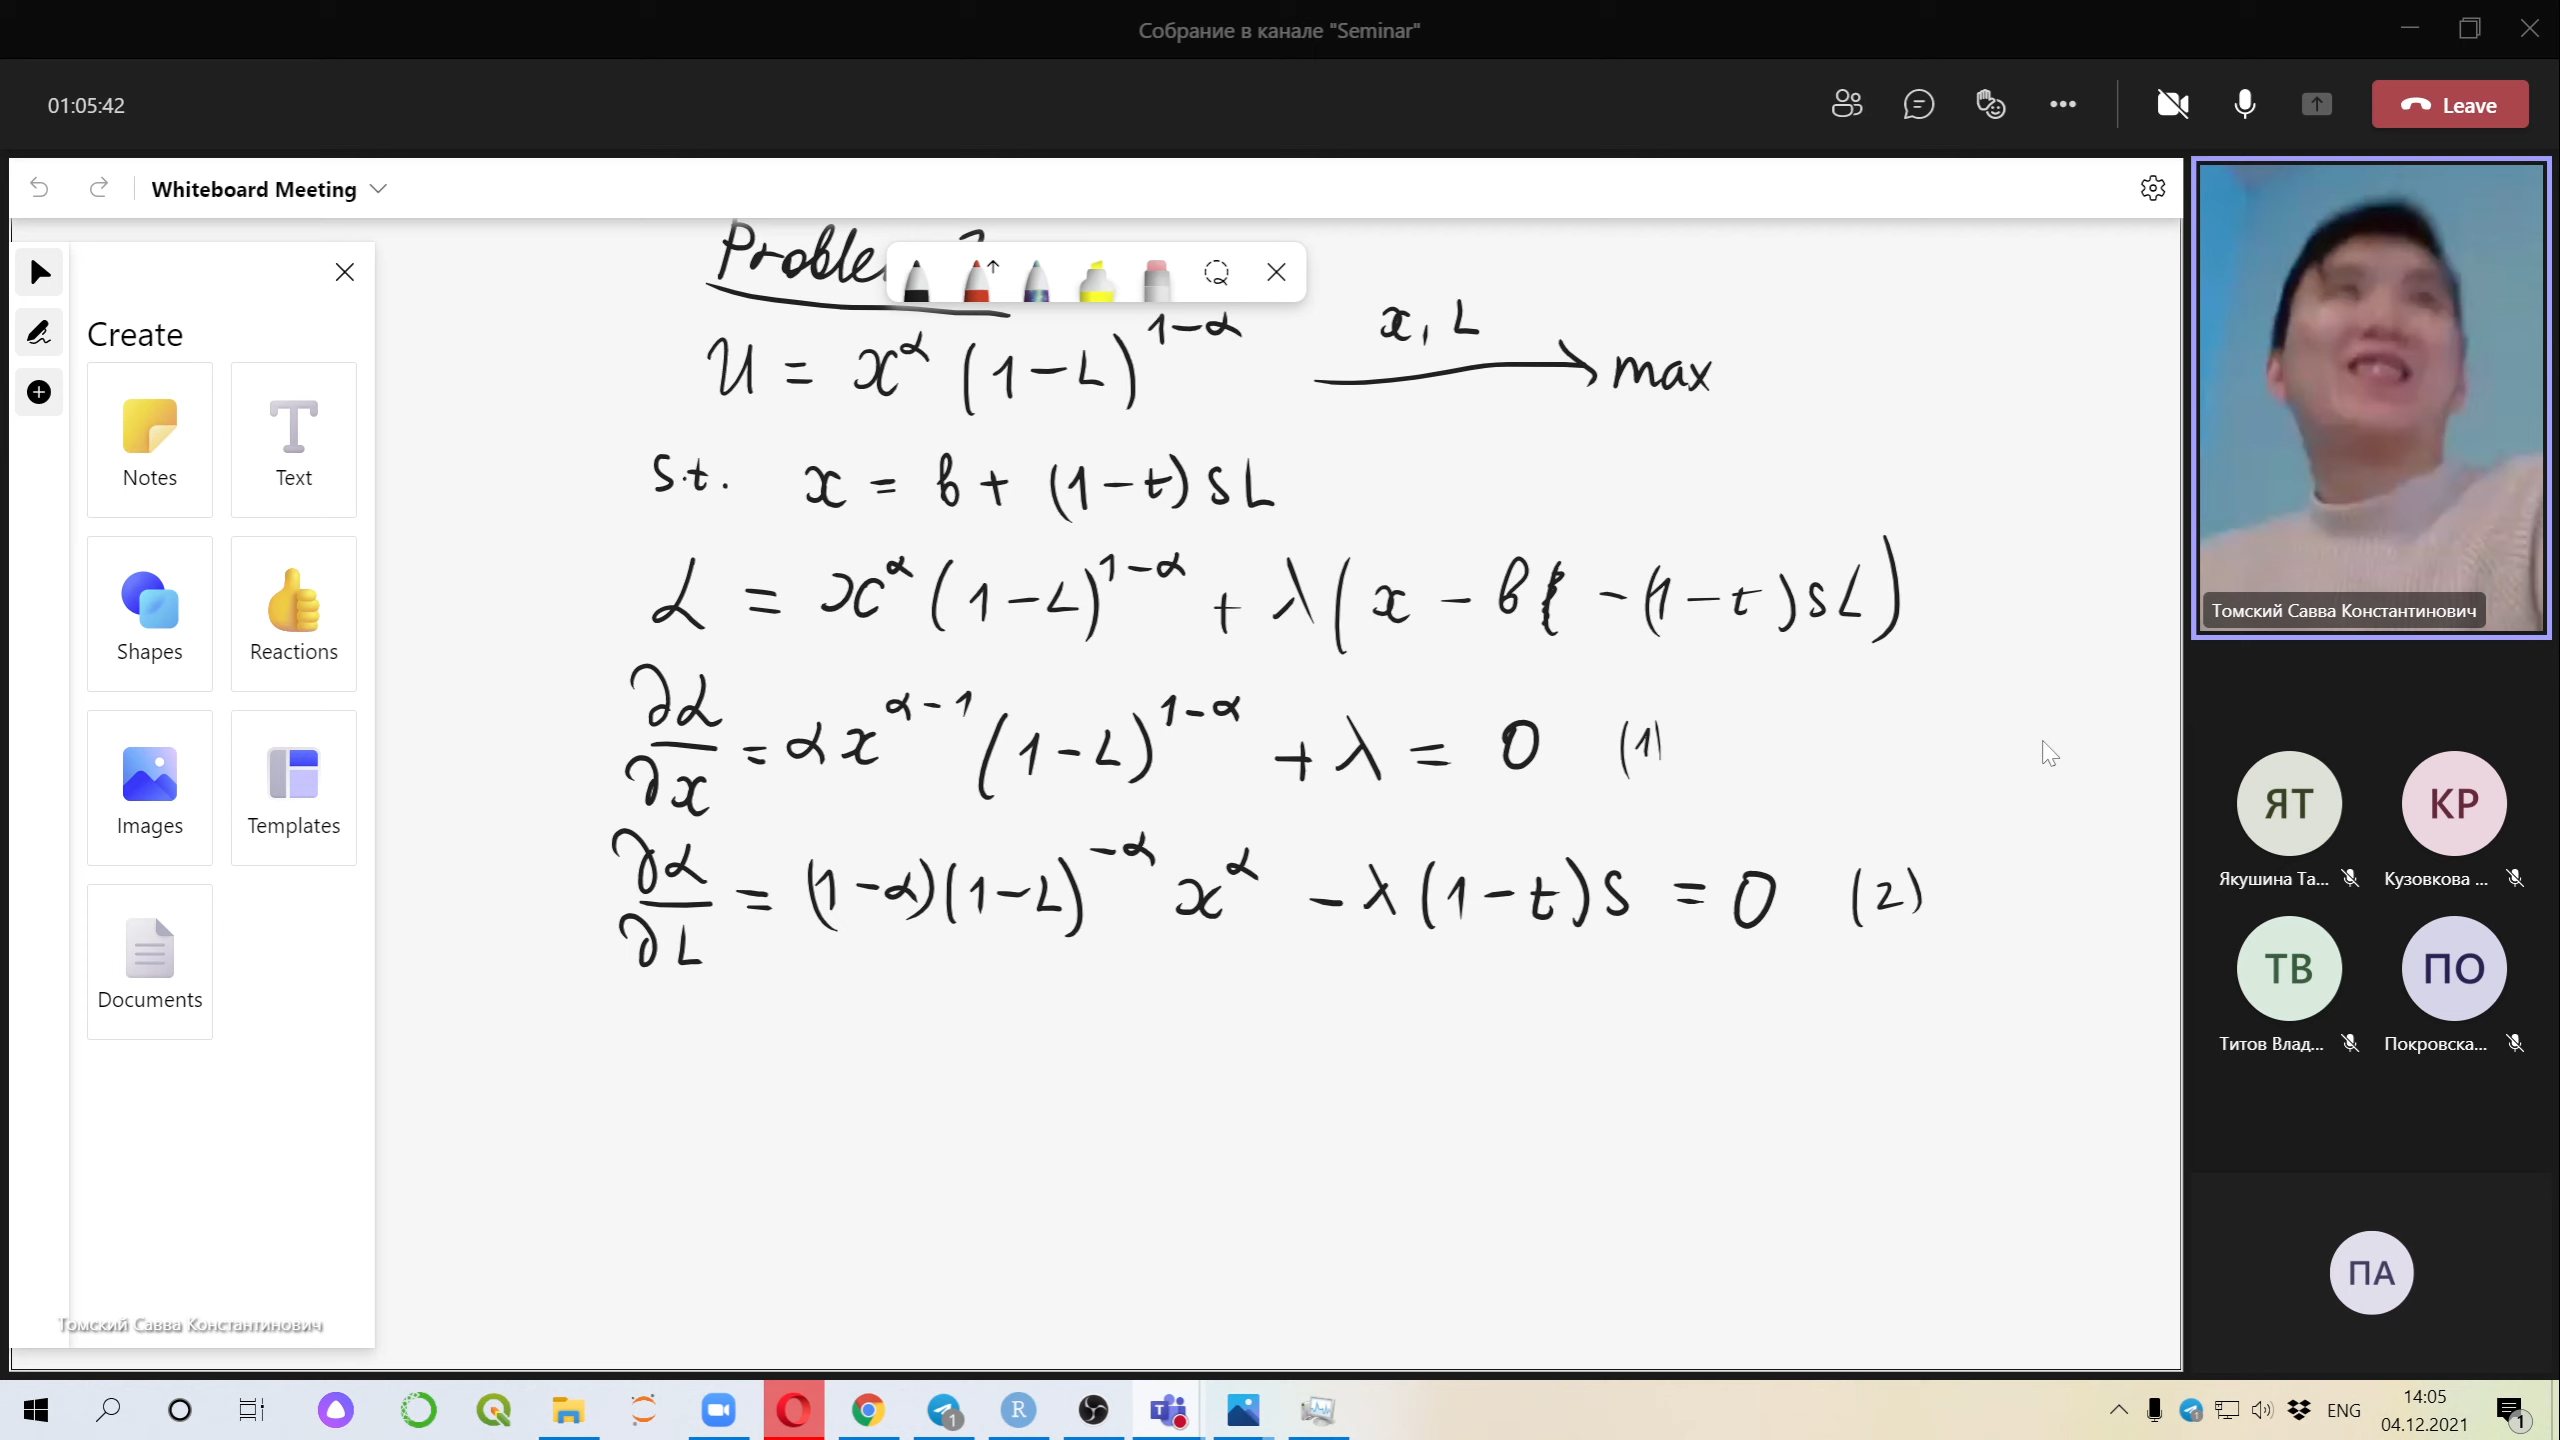 Собрание в канале "Seminar"
01:05:42
Leave
Whiteboard Meeting
Create
Notes
Text
Shapes
Reactions
Images
Templates
Documents
Томский Савва Константинович
Proble
U = x^α (1-L)^{1-α} x, L → max
s.t. x = b + (1-t) s L
ℒ = x^α (1-L)^{1-α} + λ(x - b - (1-t) s L)
∂ℒ/∂x = α x^{α-1} (1-L)^{1-α} + λ = 0 (1)
∂ℒ/∂L = (1-α)(1-L)^{-α} x^α - λ(1-t) s = 0 (2)
Томский Савва Константинович
ЯТ
КР
Якушина Та...
Кузовкова ...
ТВ
ПО
Титов Влад...
Покровска...
ПА
1
R
T
ENG
14:05
04.12.2021
1